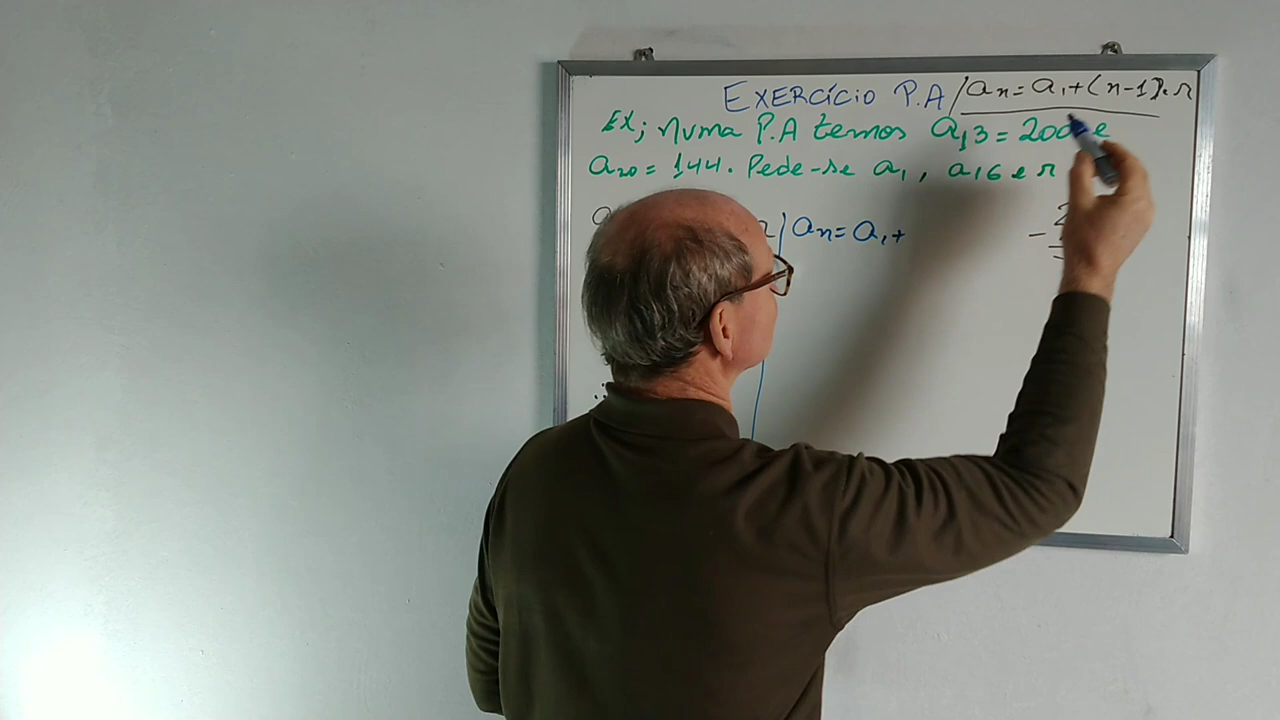 EXERCÍCIO P.A / an = a1 + (n-1).r
Ex; numa P.A temos a13 = 200 e
a20 = 144. Pede-se a1, a16 e r
an = a1 +